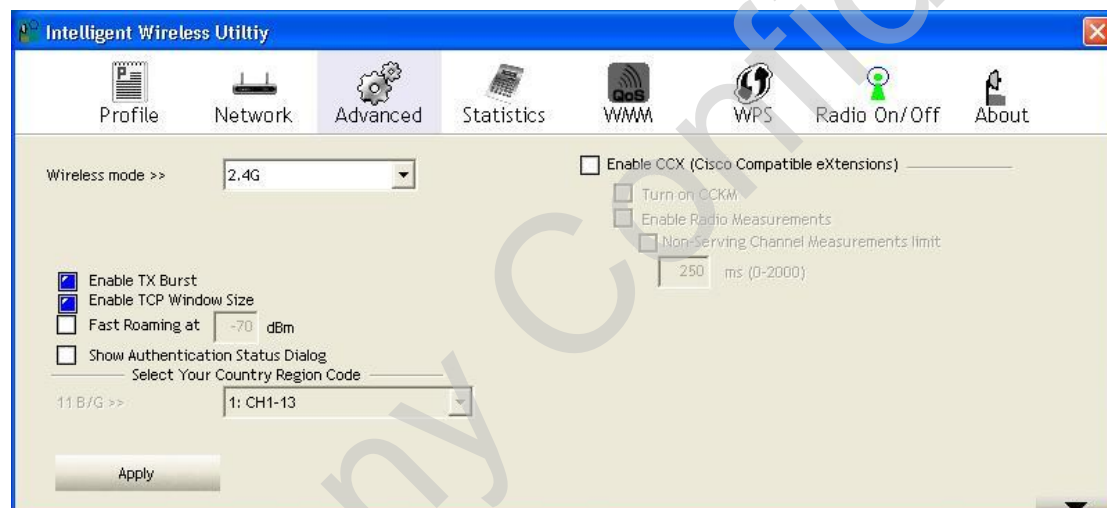 Intelligent Wireless Utiltiy
Profile Network Advanced Statistics QoS WMM WPS Radio On/Off About
Wireless mode >> 2.4G
Enable CCX (Cisco Compatible eXtensions)
Turn on CCKM
Enable Radio Measurements
Non-Serving Channel Measurements limit
250 ms (0-2000)
Enable TX Burst
Enable TCP Window Size
Fast Roaming at -70 dBm
Show Authentication Status Dialog
Select Your Country Region Code
11 B/G >> 1: CH1-13
Apply
ny Confid